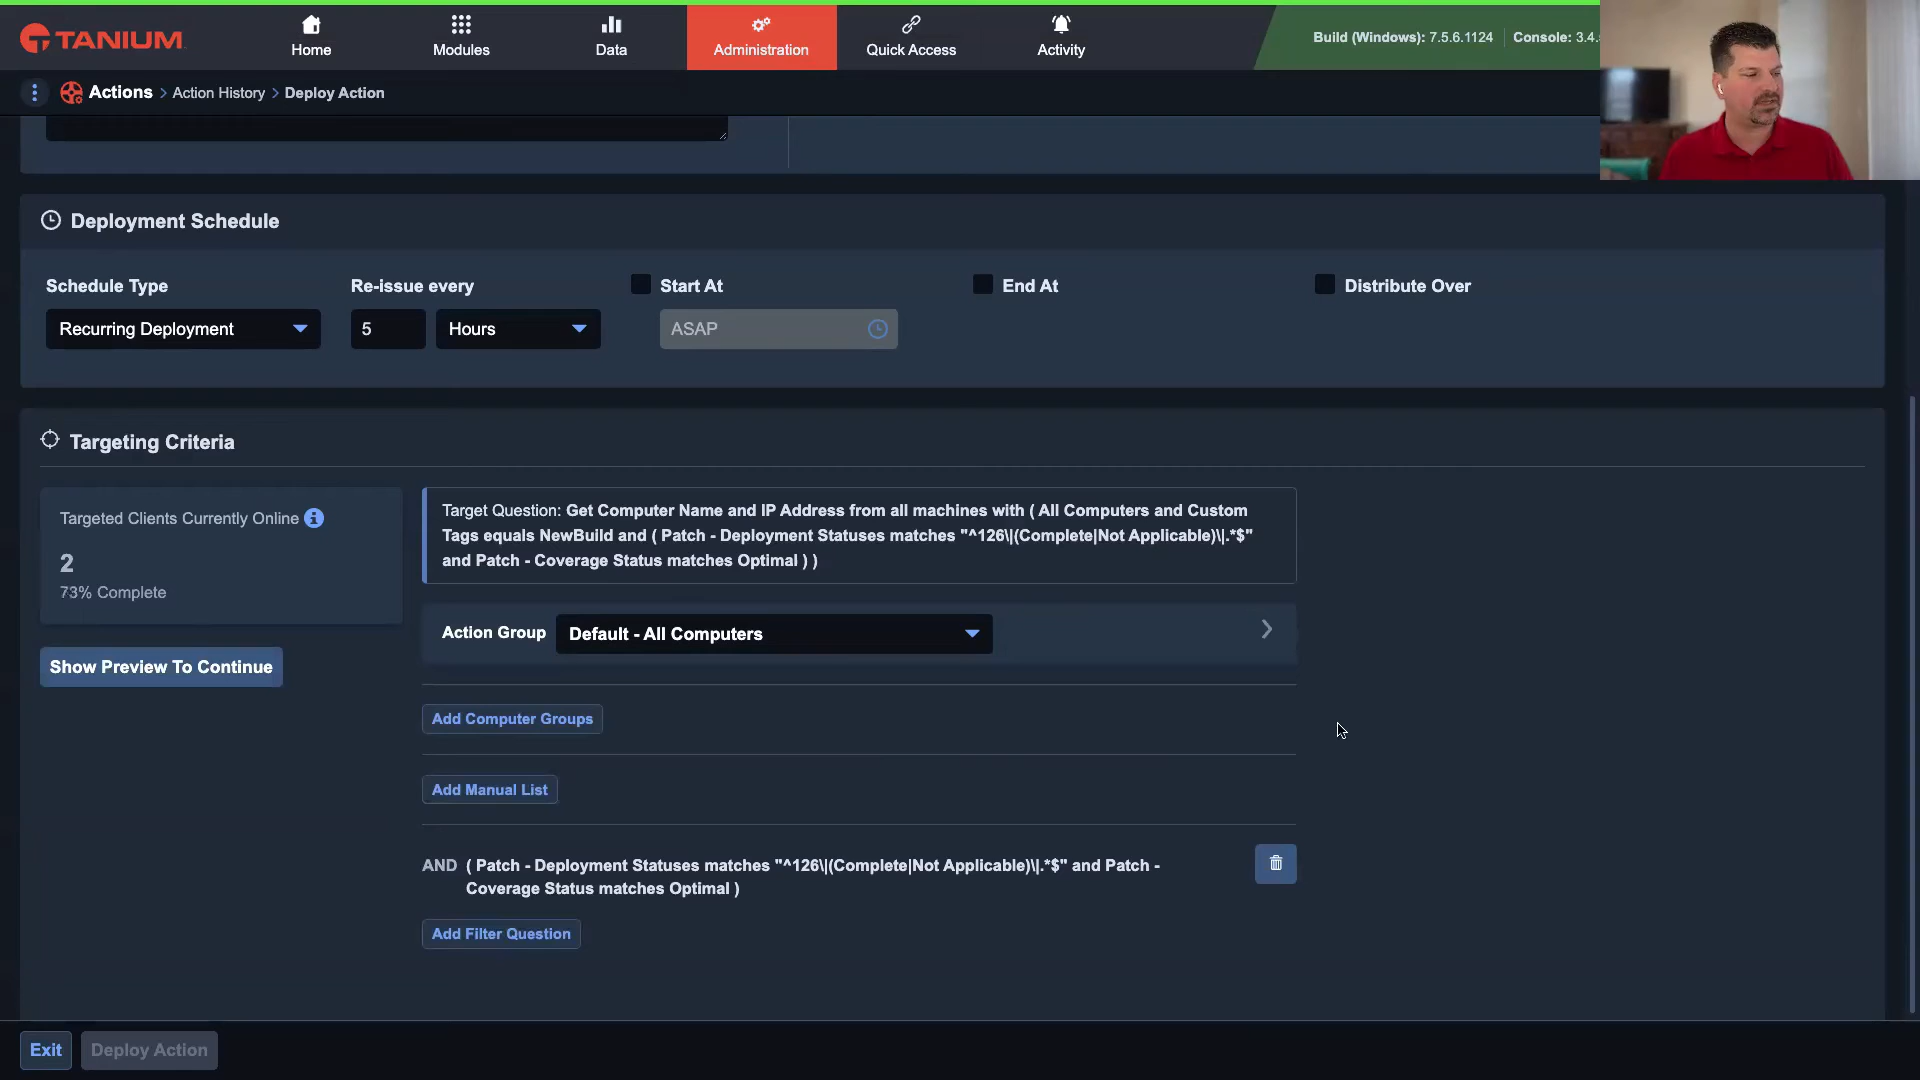 TANIUM
Home
Modules
Data
Administration
Quick Access
Activity
Build (Windows): 7.5.6.1124
Console: 3.4.
Actions > Action History > Deploy Action
Deployment Schedule
Schedule Type
Re-issue every
Start At
End At
Distribute Over
Recurring Deployment
5
Hours
ASAP
Targeting Criteria
Targeted Clients Currently Online
2
73% Complete
Show Preview To Continue
Target Question: Get Computer Name and IP Address from all machines with ( All Computers and Custom
Tags equals NewBuild and ( Patch - Deployment Statuses matches "^126\|(Complete|Not Applicable)\|.*$"
and Patch - Coverage Status matches Optimal ) )
Action Group
Default - All Computers
Add Computer Groups
Add Manual List
AND ( Patch - Deployment Statuses matches "^126\|(Complete|Not Applicable)\|.*$" and Patch -
Coverage Status matches Optimal )
Add Filter Question
Exit
Deploy Action